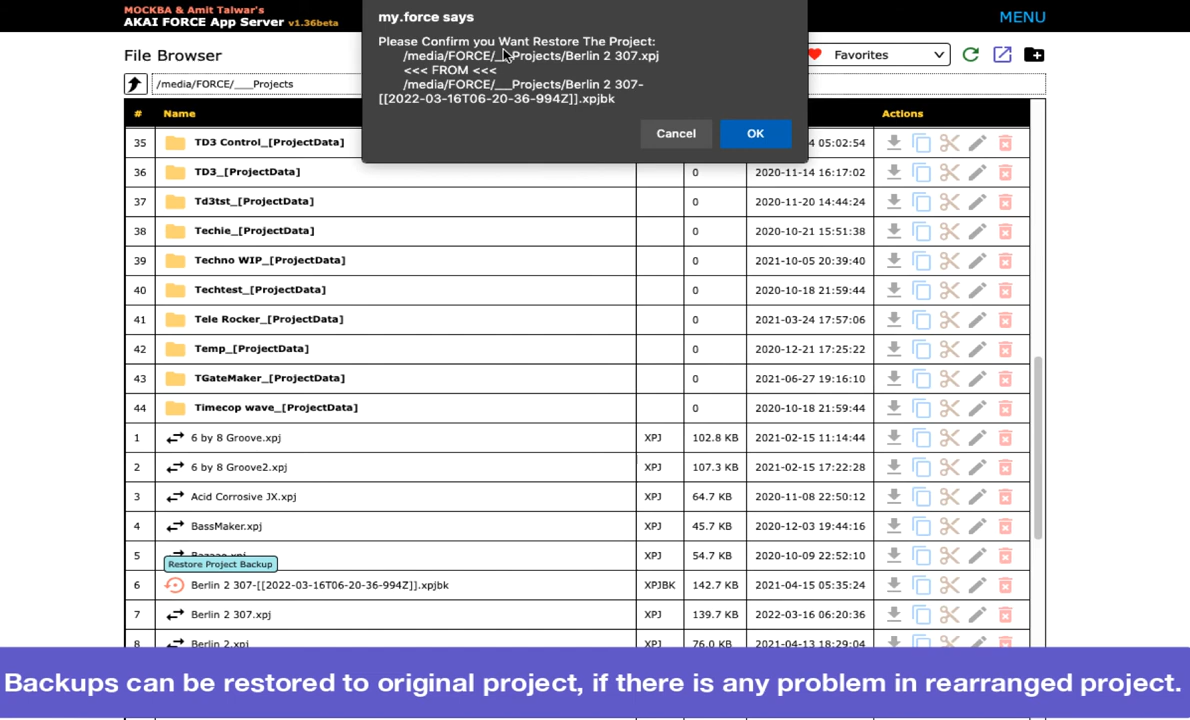 MOCKBA & Amit Talwar's
AKAI FORCE App Server v1.36beta
MENU
my.force says
Please Confirm you Want Restore The Project:
/media/FORCE/___Projects/Berlin 2 307.xpj
<<< FROM <<<
/media/FORCE/___Projects/Berlin 2 307-
[[2022-03-16T06-20-36-994Z]].xpjbk
Cancel
OK
File Browser
Favorites
/media/FORCE/____Projects
# Name Actions
35 TD3 Control_[ProjectData] 4 05:02:54
36 TD3_[ProjectData] 0 2020-11-14 16:17:02
37 Td3tst_[ProjectData] 0 2020-11-20 14:44:24
38 Techie_[ProjectData] 0 2020-10-21 15:51:38
39 Techno WIP_[ProjectData] 0 2021-10-05 20:39:40
40 Techtest_[ProjectData] 0 2020-10-18 21:59:44
41 Tele Rocker_[ProjectData] 0 2021-03-24 17:57:06
42 Temp_[ProjectData] 0 2020-12-21 17:25:22
43 TGateMaker_[ProjectData] 0 2021-06-27 19:16:10
44 Timecop wave_[ProjectData] 0 2020-10-18 21:59:44
1 6 by 8 Groove.xpj XPJ 102.8 KB 2021-02-15 11:14:44
2 6 by 8 Groove2.xpj XPJ 107.3 KB 2021-02-15 17:22:28
3 Acid Corrosive JX.xpj XPJ 64.7 KB 2020-11-08 22:50:12
4 BassMaker.xpj XPJ 45.7 KB 2020-12-03 19:44:16
5 XPJ 54.7 KB 2020-10-09 22:52:10
Restore Project Backup
6 Berlin 2 307-[[2022-03-16T06-20-36-994Z]].xpjbk XPJBK 142.7 KB 2021-04-15 05:35:24
7 Berlin 2 307.xpj XPJ 139.7 KB 2022-03-16 06:20:36
8 Berlin 2.xpj XPJ 76.0 KB 2021-04-13 18:29:04
Backups can be restored to original project, if there is any problem in rearranged project.